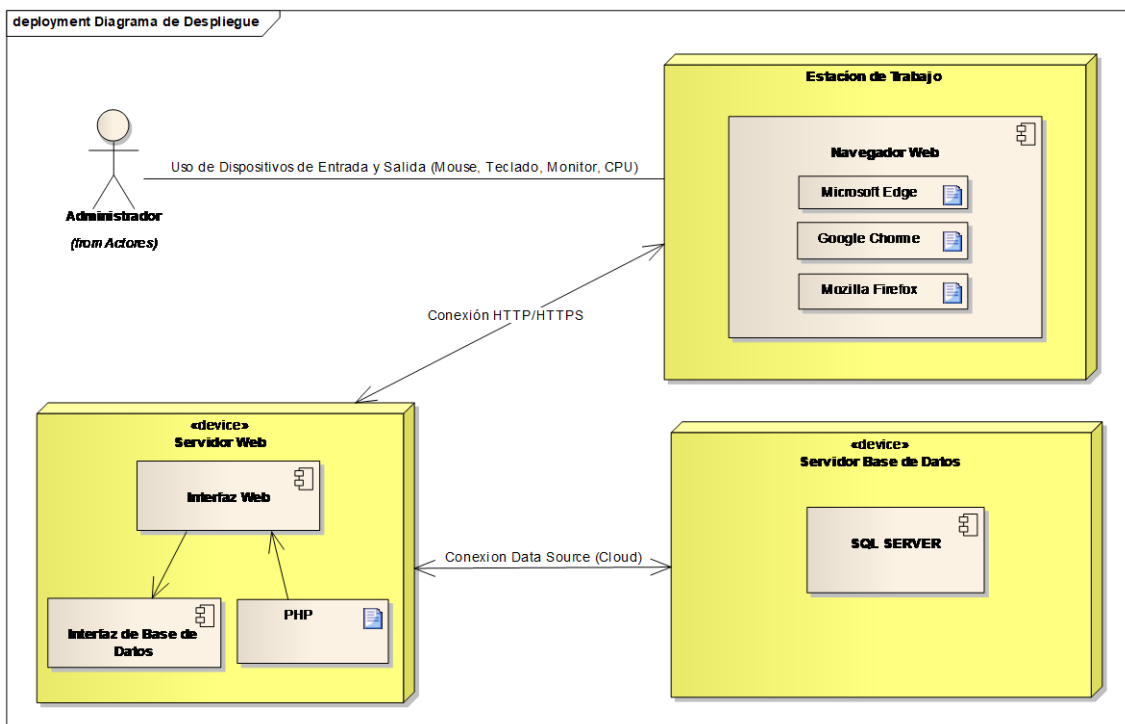 deployment Diagrama de Despliegue
Estacíon de Trabajo
Navegador Web
Microsoft Edge
Google Chorme
Mozilla Firefox
Uso de Dispositivos de Entrada y Salida (Mouse, Teclado, Monitor, CPU)
Administrador
(from Actores)
Conexión HTTP/HTTPS
«device»
Servidor Web
Interfaz Web
Interfaz de Base de
Datos
PHP
Conexion Data Source (Cloud)
«device»
Servidor Base de Datos
SQL SERVER